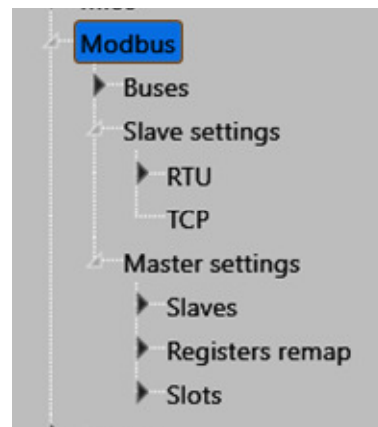 Modbus
Buses
Slave settings
RTU
TCP
Master settings
Slaves
Registers remap
Slots